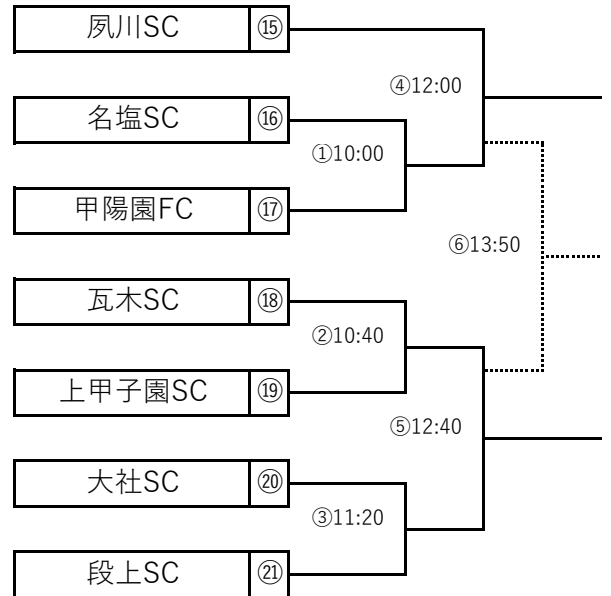 夙川SC ⑮
④12:00
名塩SC ⑯
①10:00
甲陽園FC ⑰
⑥13:50
瓦木SC ⑱
②10:40
上甲子園SC ⑲
⑤12:40
大社SC ⑳
③11:20
段上SC ㉑